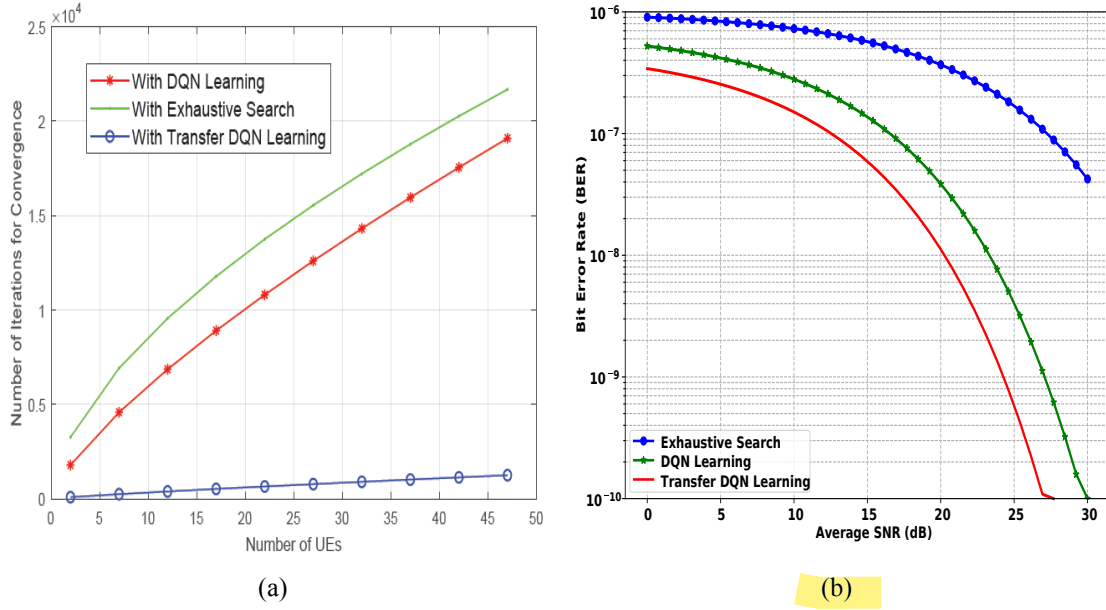 ×10⁴
2.5
2
1.5
1
0.5
0
0 5 10 15 20 25 30 35 40 45 50
Number of Iterations for Convergence
Number of UEs
With DQN Learning
With Exhaustive Search
With Transfer DQN Learning
(a)
10⁻⁶
10⁻⁷
10⁻⁸
10⁻⁹
10⁻¹⁰
0 5 10 15 20 25 30
Bit Error Rate (BER)
Average SNR (dB)
Exhaustive Search
DQN Learning
Transfer DQN Learning
(b)